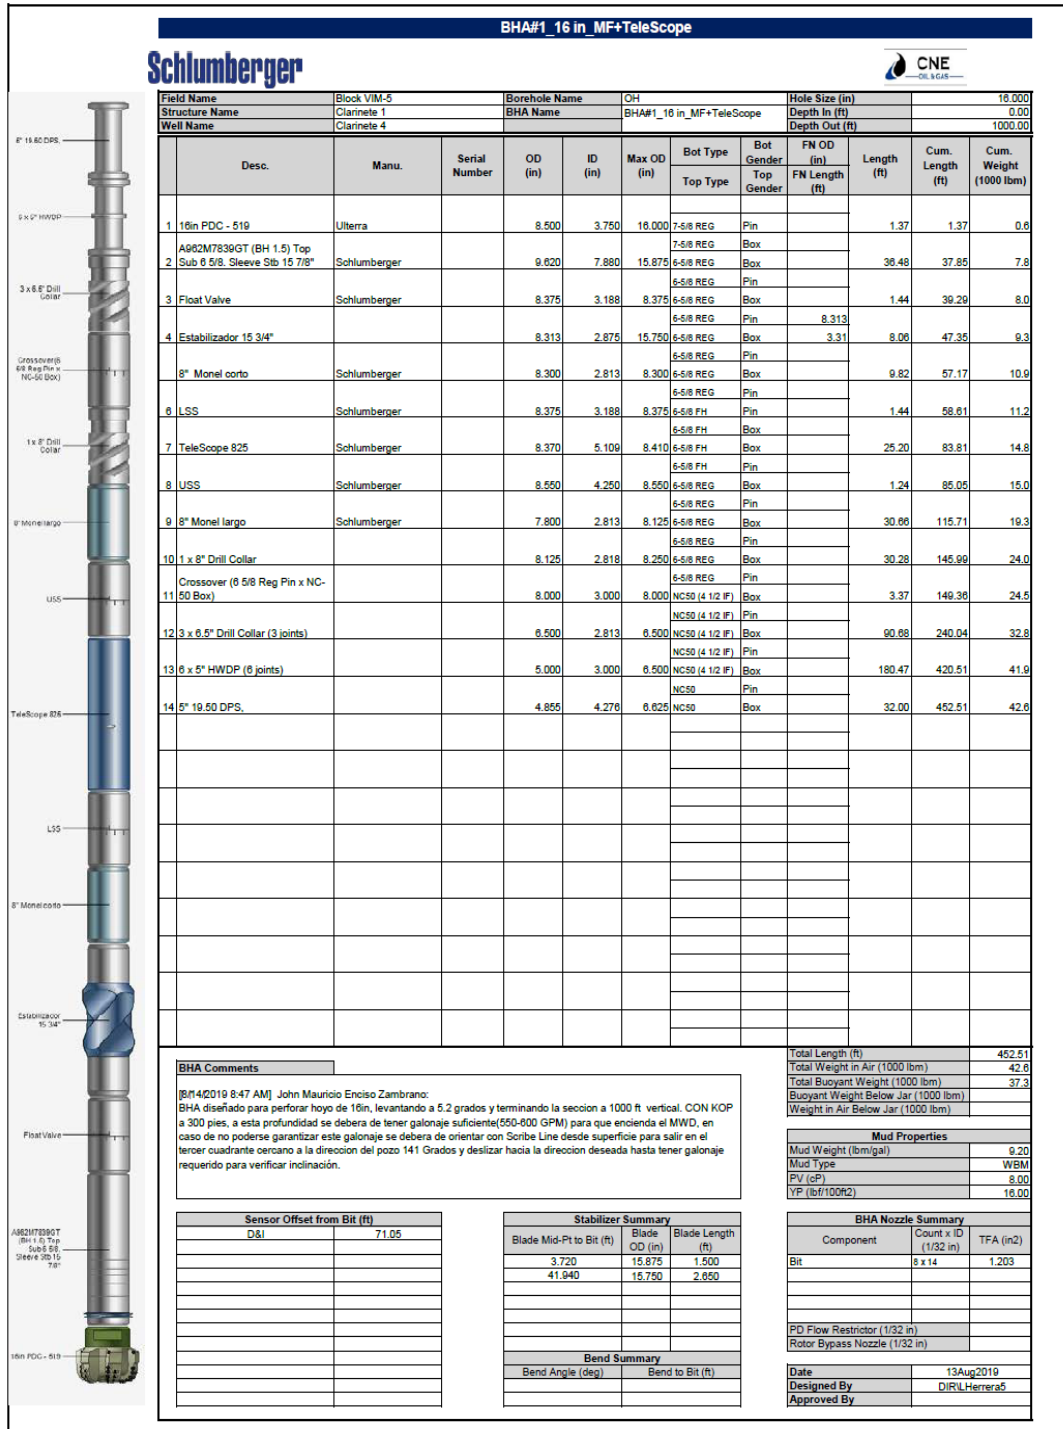 BHA#1_16 in_MF+TeleScope
Schlumberger
CNE
OIL & GAS
Field Name Block VIM-5 Borehole Name OH Hole Size (in) 16.000
Structure Name Clarinete 1 BHA Name BHA#1_16 in_MF+TeleScope Depth In (ft) 0.00
Well Name Clarinete 4 Depth Out (ft) 1000.00
Desc. Manu. Serial Number OD (in) ID (in) Max OD (in) Bot Type Top Type Bot Gender Top Gender FN OD (in) FN Length (ft) Length (ft) Cum. Length (ft) Cum. Weight (1000 lbm)
1 16in PDC - 519 Ulterra 8.500 3.750 16.000 7-5/8 REG Pin 1.37 1.37 0.6
7-5/8 REG Box
A962M7839GT (BH 1.5) Top
2 Sub 6 5/8. Sleeve Stb 15 7/8" Schlumberger 9.620 7.880 15.875 6-5/8 REG Box 36.48 37.85 7.8
6-5/8 REG Pin
3 Float Valve Schlumberger 8.375 3.188 8.375 6-5/8 REG Box 1.44 39.29 8.0
6-5/8 REG Pin 8.313
4 Estabilizador 15 3/4" 8.313 2.875 15.750 6-5/8 REG Box 3.31 8.06 47.35 9.3
6-5/8 REG Pin
8" Monel corto Schlumberger 8.300 2.813 8.300 6-5/8 REG Box 9.82 57.17 10.9
6-5/8 REG Pin
6 LSS Schlumberger 8.375 3.188 8.375 6-5/8 FH Pin 1.44 58.61 11.2
6-5/8 FH Box
7 TeleScope 825 Schlumberger 8.370 5.109 8.410 6-5/8 FH Box 25.20 83.81 14.8
6-5/8 FH Pin
8 USS Schlumberger 8.550 4.250 8.550 6-5/8 REG Box 1.24 85.05 15.0
6-5/8 REG Pin
9 8" Monel largo Schlumberger 7.800 2.813 8.125 6-5/8 REG Box 30.66 115.71 19.3
6-5/8 REG Pin
10 1 x 8" Drill Collar 8.125 2.818 8.250 6-5/8 REG Box 30.28 145.99 24.0
6-5/8 REG Pin
Crossover (6 5/8 Reg Pin x NC-
11 50 Box) 8.000 3.000 8.000 NC50 (4 1/2 IF) Box 3.37 149.36 24.5
NC50 (4 1/2 IF) Pin
12 3 x 6.5" Drill Collar (3 joints) 6.500 2.813 6.500 NC50 (4 1/2 IF) Box 90.68 240.04 32.8
NC50 (4 1/2 IF) Pin
13 6 x 5" HWDP (6 joints) 5.000 3.000 6.500 NC50 (4 1/2 IF) Box 180.47 420.51 41.9
NC50 Pin
14 5" 19.50 DPS, 4.855 4.276 6.625 NC50 Box 32.00 452.51 42.6
5" 19.50 DPS,
6 x 5" HWDP
3 x 6.5" Drill
Collar
Crossover (6
5/8 Reg Pin x
NC-50 Box)
1 x 8" Drill
Collar
8" Monel largo
USS
TeleScope 825
LSS
8" Monel corto
Estabilizador
15 3/4"
Float Valve
A962M7839GT
(BH 1.5) Top
Sub 6 5/8.
Sleeve Stb 15
7/8"
16in PDC - 519
Total Length (ft) 452.51
Total Weight in Air (1000 lbm) 42.6
Total Buoyant Weight (1000 lbm) 37.3
Buoyant Weight Below Jar (1000 lbm)
Weight in Air Below Jar (1000 lbm)
BHA Comments
[8/14/2019 8:47 AM] John Mauricio Enciso Zambrano:
BHA diseñado para perforar hoyo de 16in, levantando a 5.2 grados y terminando la seccion a 1000 ft vertical. CON KOP
a 300 pies, a esta profundidad se debera de tener galonaje suficiente(550-600 GPM) para que encienda el MWD, en
caso de no poderse garantizar este galonaje se debera de orientar con Scribe Line desde superficie para salir en el
tercer cuadrante cercano a la direccion del pozo 141 Grados y deslizar hacia la direccion deseada hasta tener galonaje
requerido para verificar inclinación.
Mud Properties
Mud Weight (lbm/gal) 9.20
Mud Type WBM
PV (cP) 8.00
YP (lbf/100ft2) 16.00
Sensor Offset from Bit (ft)
D&I 71.05
Stabilizer Summary
Blade Mid-Pt to Bit (ft) Blade OD (in) Blade Length (ft)
3.720 15.875 1.500
41.940 15.750 2.650
Bend Summary
Bend Angle (deg) Bend to Bit (ft)
BHA Nozzle Summary
Component Count x ID (1/32 in) TFA (in2)
Bit 8 x 14 1.203
PD Flow Restrictor (1/32 in)
Rotor Bypass Nozzle (1/32 in)
Date 13Aug2019
Designed By DIR\LHerrera5
Approved By